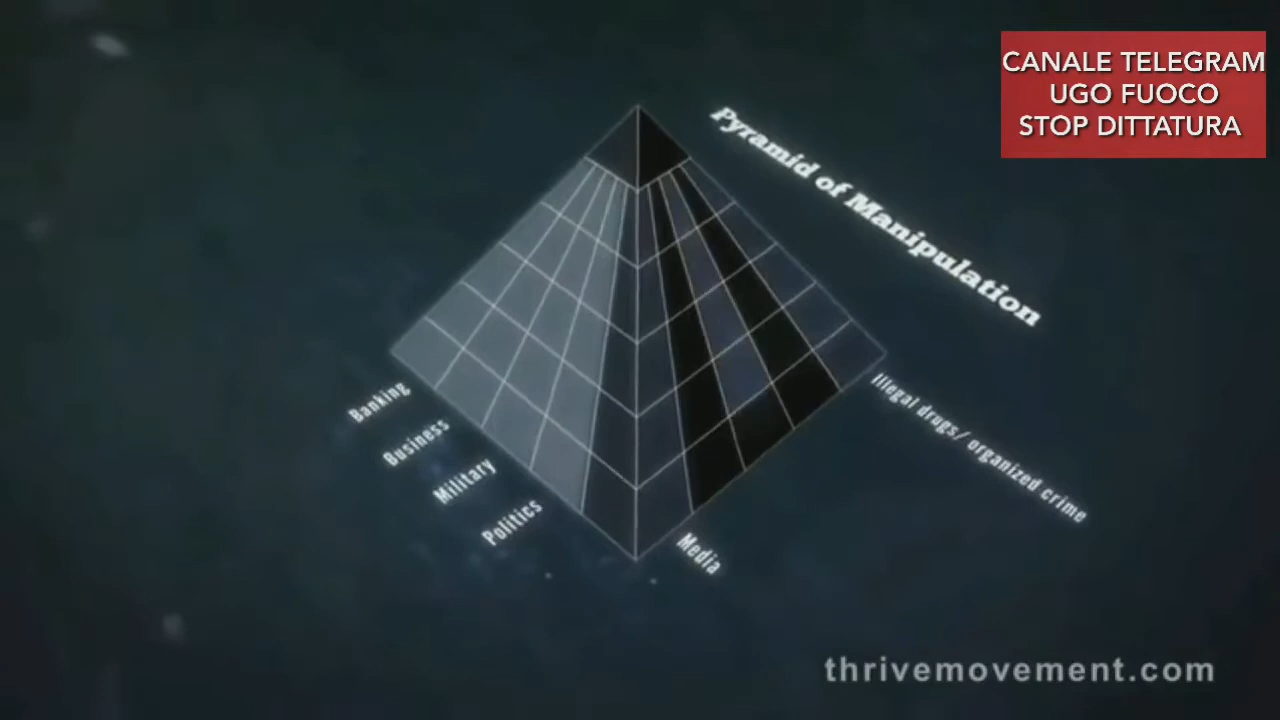 CANALE TELEGRAM
UGO FUOCO
STOP DITTATURA
Pyramid of Manipulation
Banking
Business
Military
Politics
Media
Illegal drugs/ organized crime
thrivemovement.com